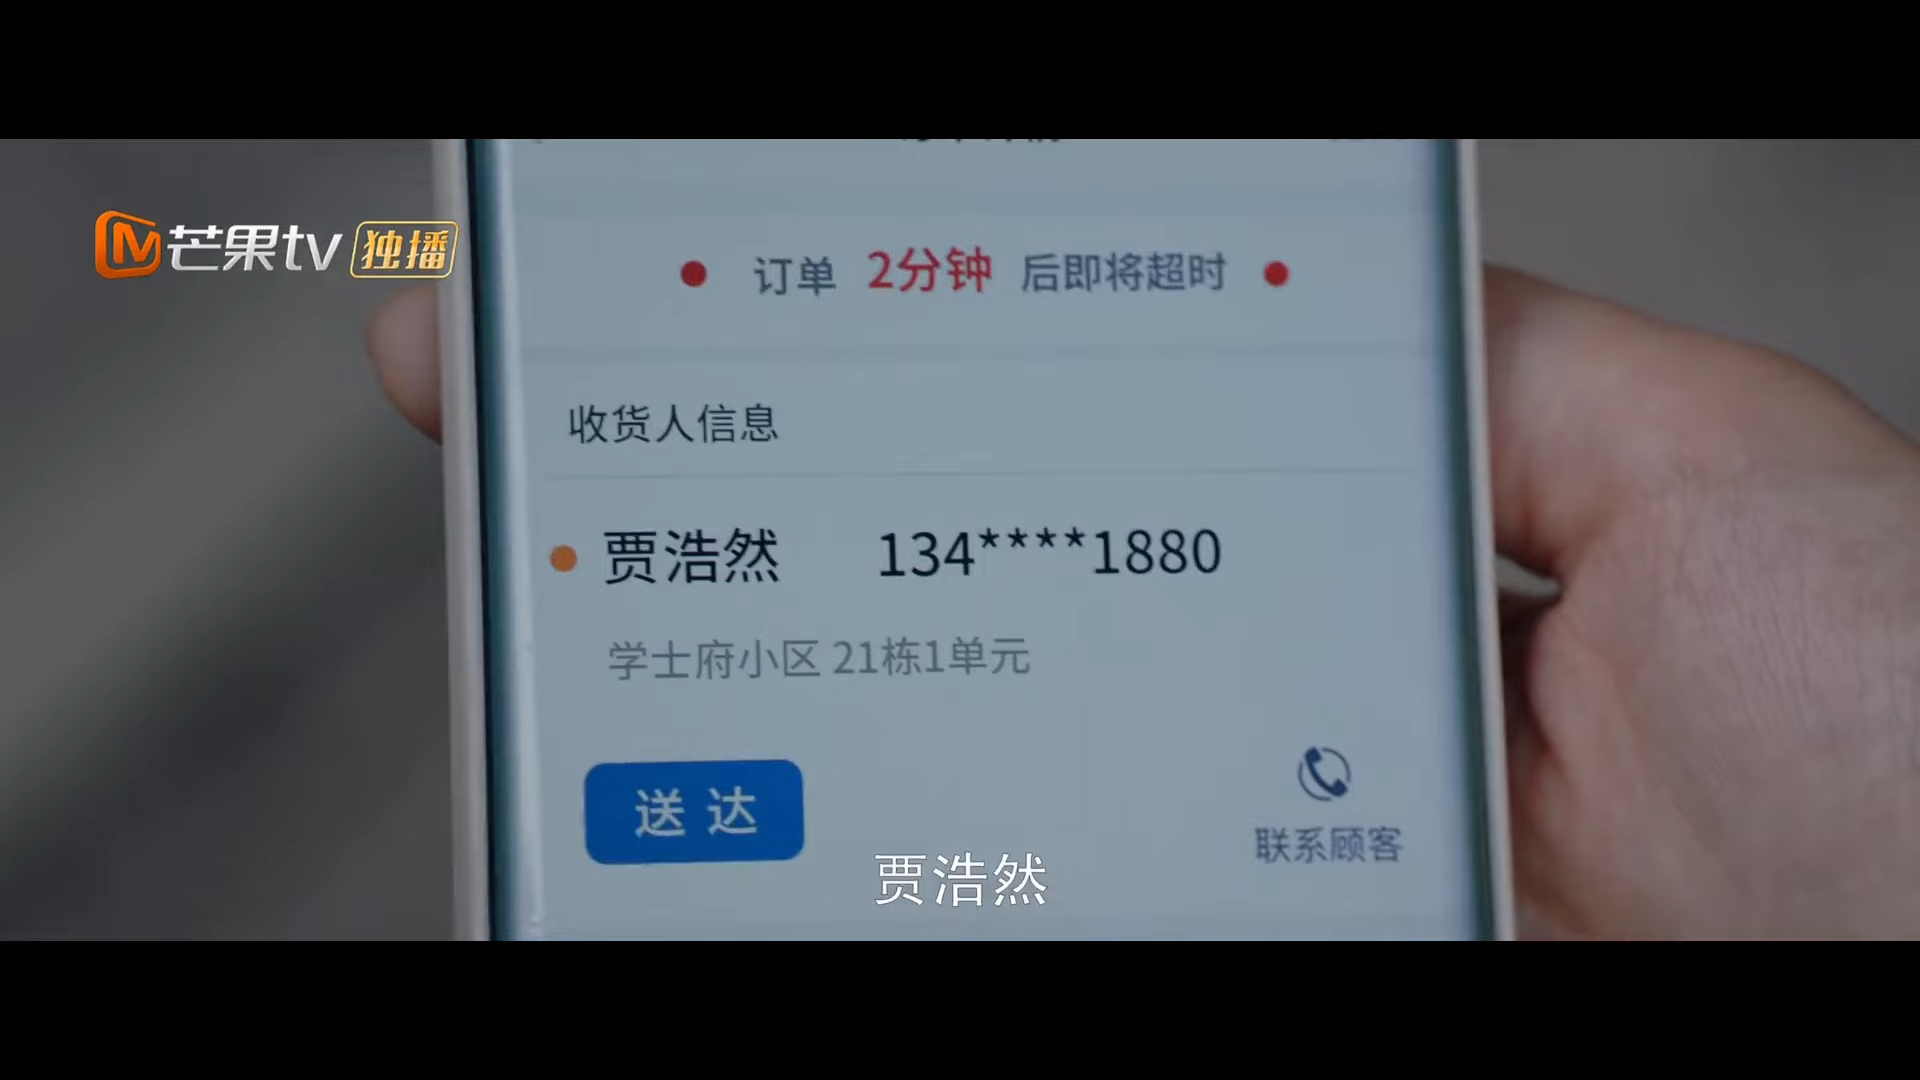 芒果tv 独播
订单 2分钟 后即将超时
收货人信息
贾浩然 134****1880
学士府小区 21栋1单元
送达
联系顾客
贾浩然